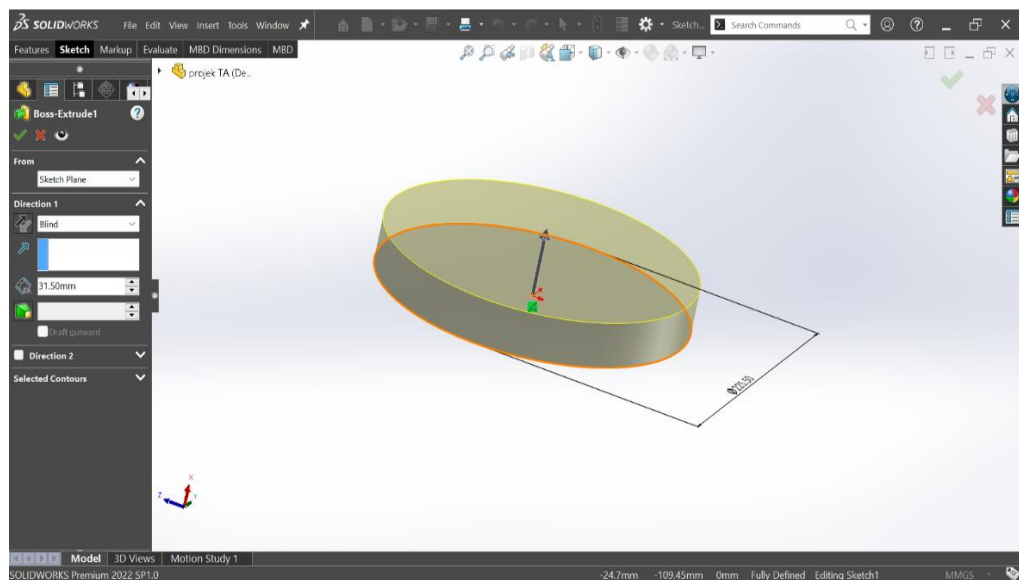 SOLIDWORKS File Edit View Insert Tools Window Sketch... Search Commands
Features Sketch Markup Evaluate MBD Dimensions MBD
projek TA (De...
Boss-Extrude1
From
Sketch Plane
Direction 1
Blind
31.50mm
Draft outward
Direction 2
Selected Contours
X
Z
Y
Model 3D Views Motion Study 1
SOLIDWORKS Premium 2022 SP1.0 -24.7mm -109.45mm 0mm Fully Defined Editing Sketch1 MMGS